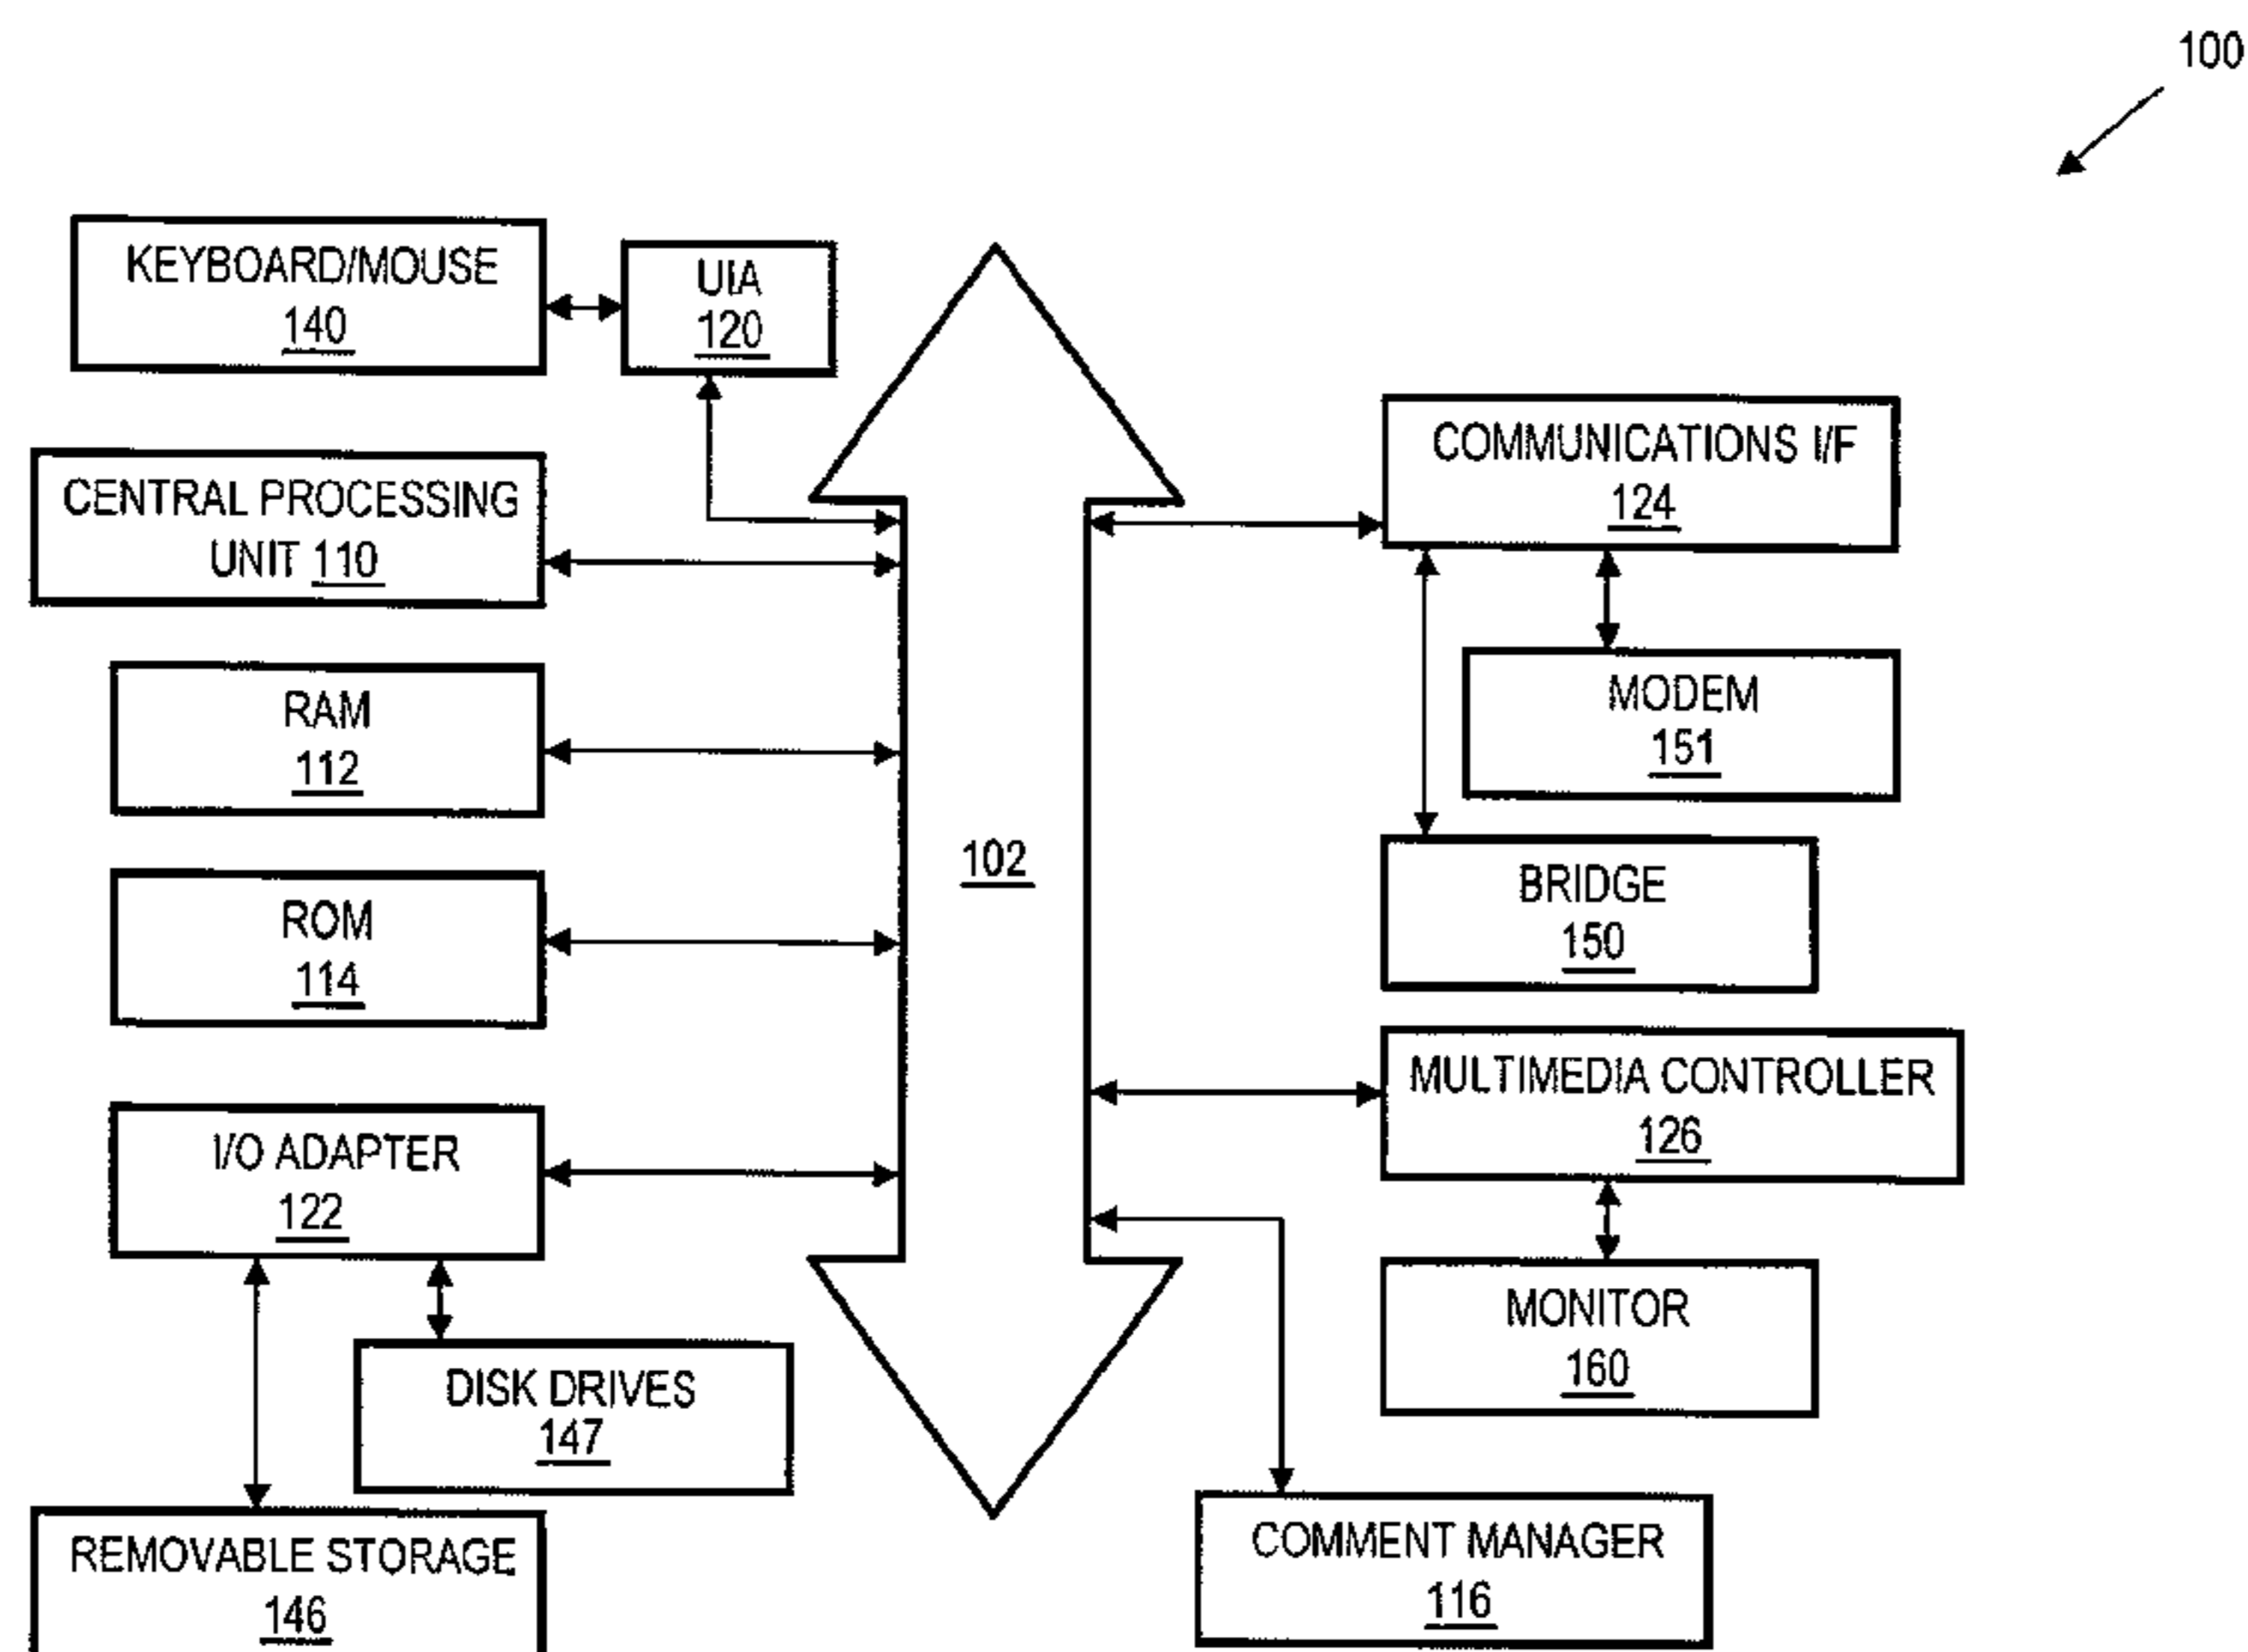 100
KEYBOARD/MOUSE
140
UIA
120
CENTRAL PROCESSING
UNIT 110
RAM
112
ROM
114
I/O ADAPTER
122
DISK DRIVES
147
REMOVABLE STORAGE
146
102
COMMUNICATIONS I/F
124
MODEM
151
BRIDGE
150
MULTIMEDIA CONTROLLER
126
MONITOR
160
COMMENT MANAGER
116